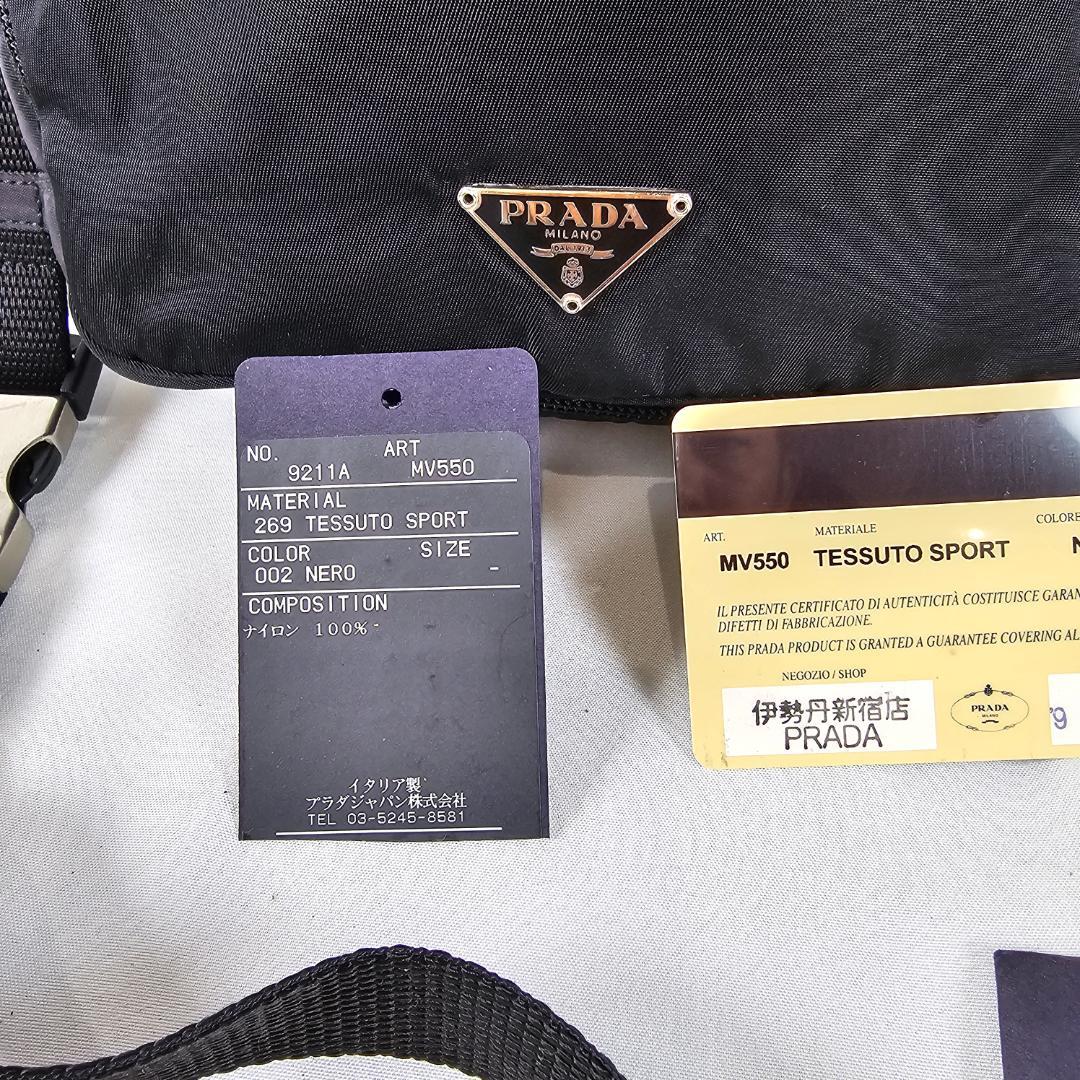 PRADA
MILANO
DAL 1913
NO. ART
9211A MV550
MATERIAL
269 TESSUTO SPORT
COLOR SIZE
002 NERO -
COMPOSITION
ナイロン 100%
イタリア製
プラダジャパン株式会社
TEL 03-5245-8581
ART. MATERIALE COLORE
MV550 TESSUTO SPORT N
IL PRESENTE CERTIFICATO DI AUTENTICITÀ COSTITUISCE GARAN
DIFETTI DI FABBRICAZIONE.
THIS PRADA PRODUCT IS GRANTED A GUARANTEE COVERING AL
NEGOZIO / SHOP
伊勢丹新宿店
PRADA
PRADA
MILANO
'9